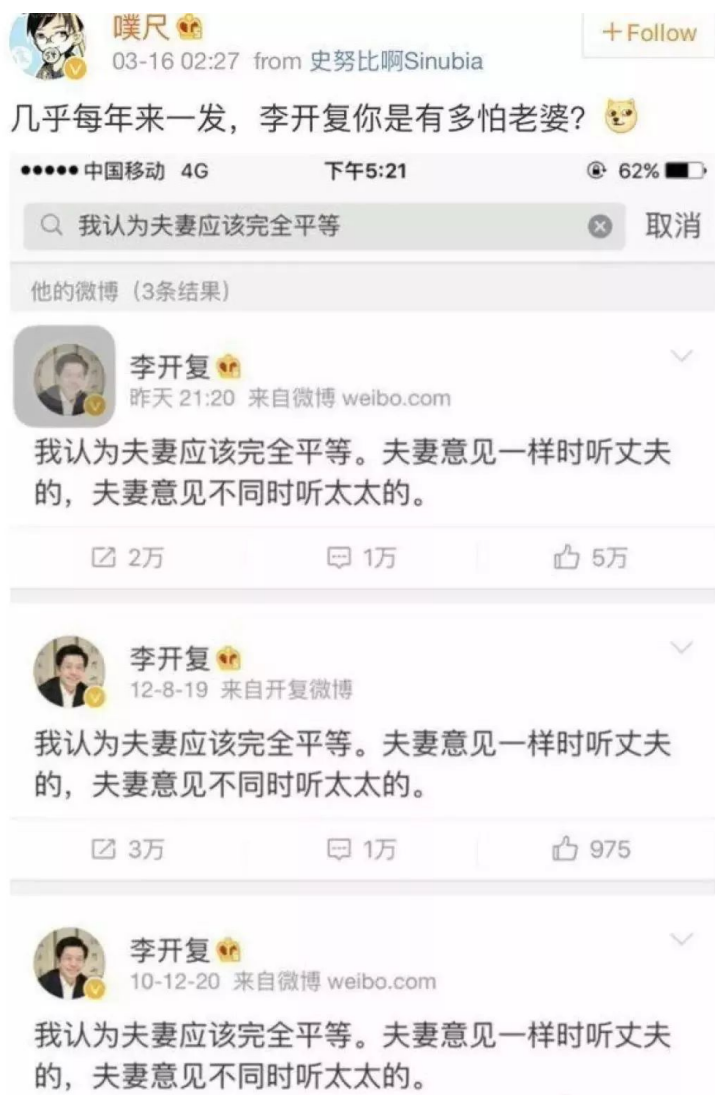 噗尺
+Follow
03-16 02:27 from 史努比啊Sinubia
几乎每年来一发，李开复你是有多怕老婆？
中国移动 4G 下午5:21 62%
我认为夫妻应该完全平等 取消
他的微博（3条结果）
李开复
昨天 21:20 来自微博 weibo.com
我认为夫妻应该完全平等。夫妻意见一样时听丈夫
的，夫妻意见不同时听太太的。
2万 1万 5万
李开复
12-8-19 来自开复微博
我认为夫妻应该完全平等。夫妻意见一样时听丈夫
的，夫妻意见不同时听太太的。
3万 1万 975
李开复
10-12-20 来自微博 weibo.com
我认为夫妻应该完全平等。夫妻意见一样时听丈夫
的，夫妻意见不同时听太太的。